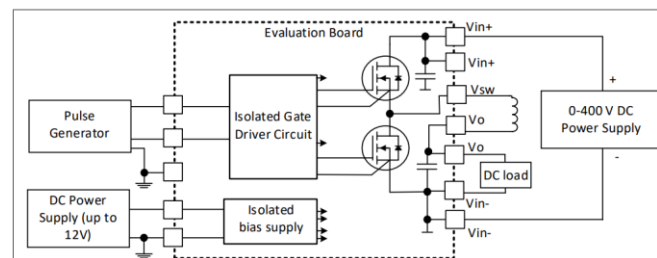 Evaluation Board
Vin+
Vin+
Vsw
Vo
Vo
Vin-
Vin-
Pulse
Generator
Isolated Gate
Driver Circuit
+
0-400 V DC
Power Supply
-
DC load
DC Power
Supply (up to
12V)
Isolated
bias supply